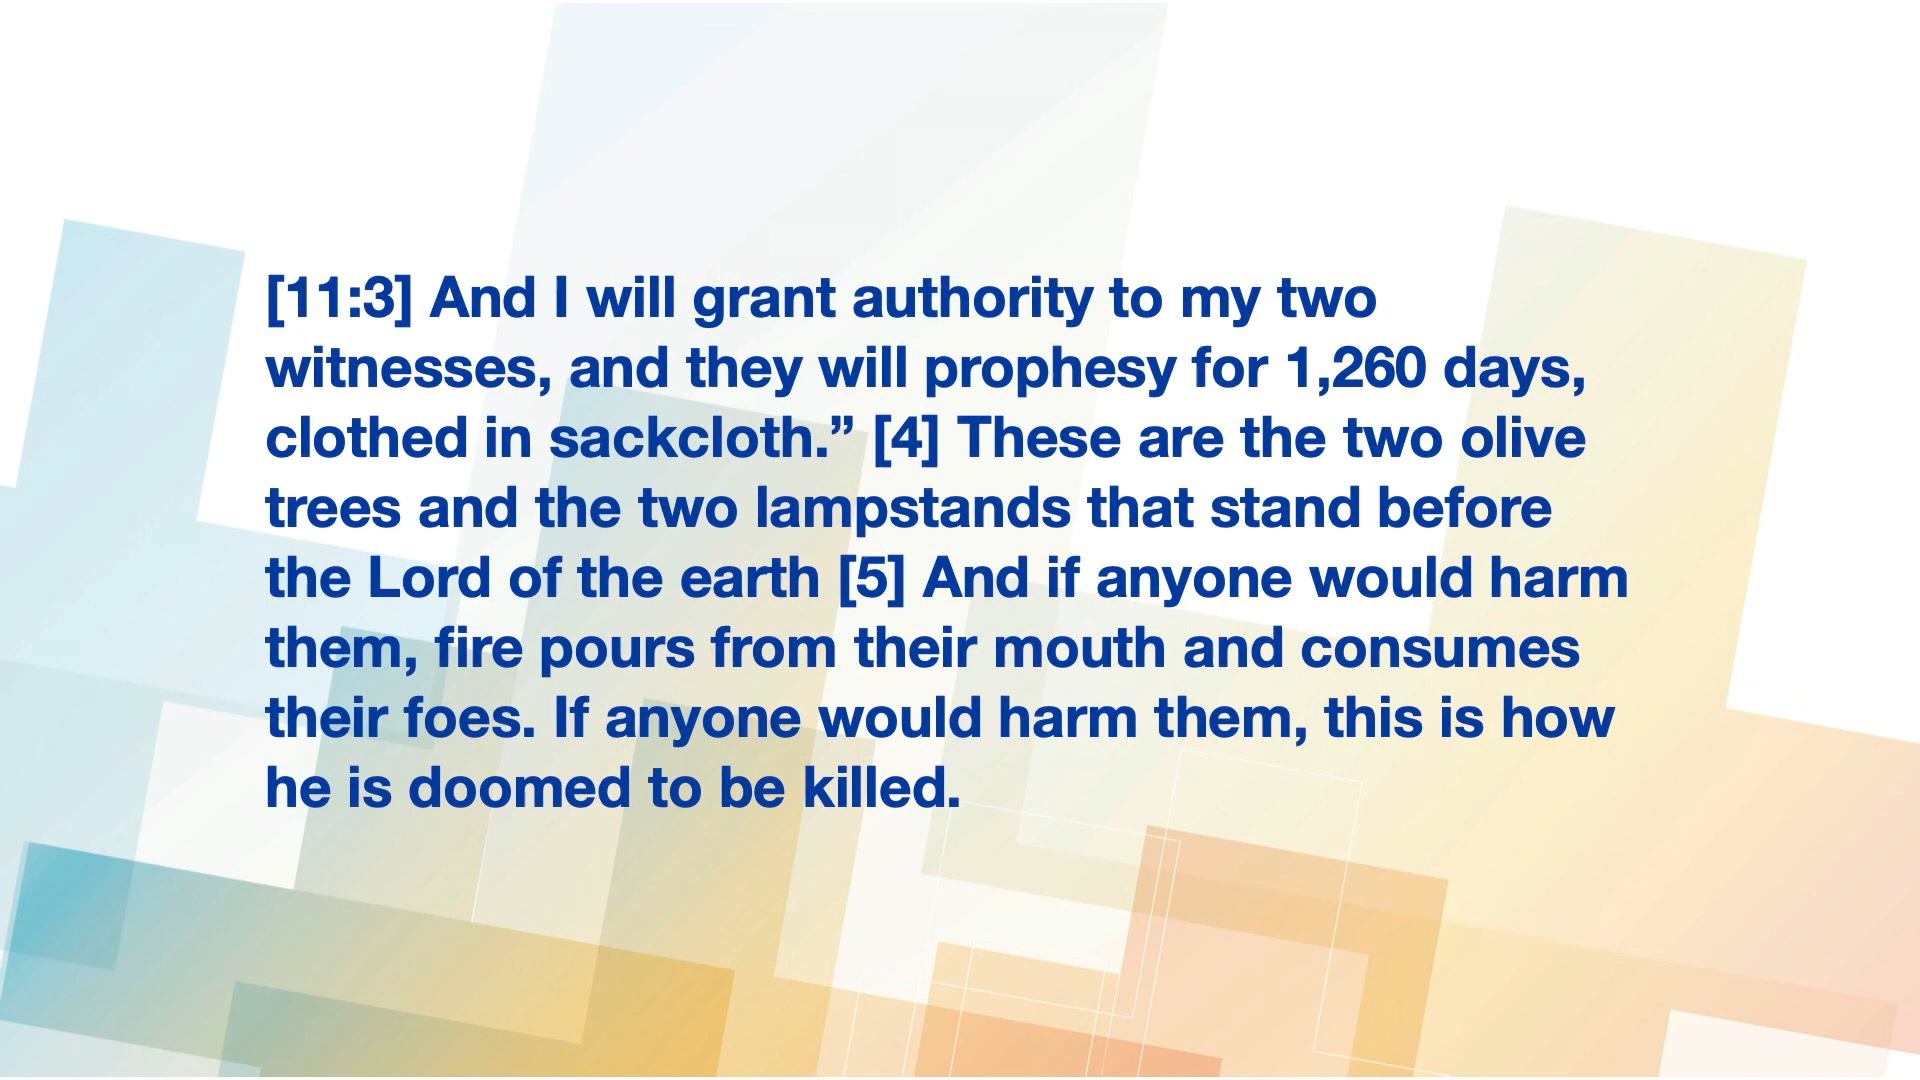 [11:3] And I will grant authority to my two
witnesses, and they will prophesy for 1,260 days,
clothed in sackcloth.” [4] These are the two olive
trees and the two lampstands that stand before
the Lord of the earth [5] And if anyone would harm
them, fire pours from their mouth and consumes
their foes. If anyone would harm them, this is how
he is doomed to be killed.